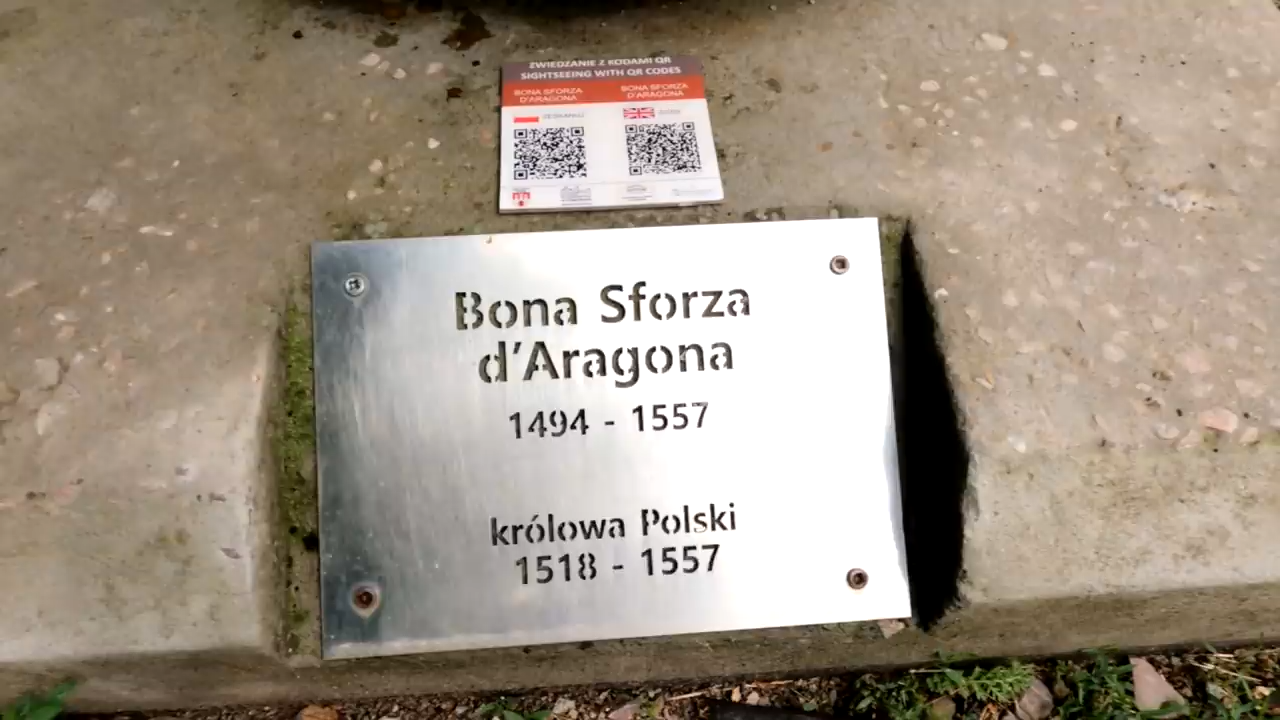 ZWIEDZANIE Z KODAMI QR
SIGHTSEEING WITH QR CODES
BONA SFORZA
D'ARAGONA
BONA SFORZA
D'ARAGONA
Bona Sforza
d'Aragona
1494 - 1557
królowa Polski
1518 - 1557